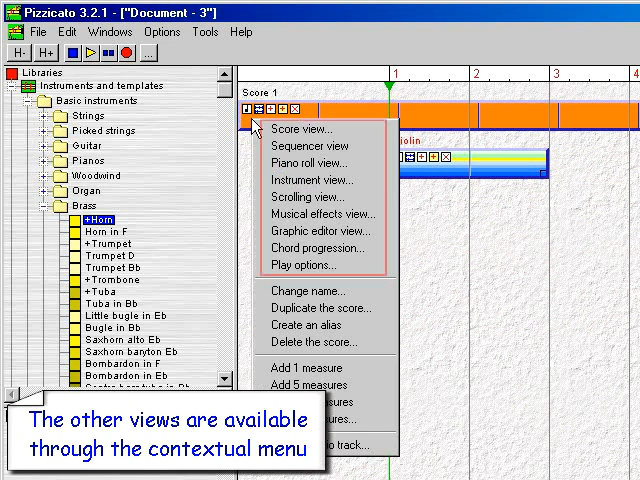 Pizzicato 3.2.1 - ["Document - 3"]
File Edit Windows Options Tools Help
H- H+ ...
Libraries
Instruments and templates
Basic instruments
Strings
Picked strings
Guitar
Pianos
Woodwind
Organ
Brass
+Horn
Horn in F
+Trumpet
Trumpet D
Trumpet Bb
+Trombone
+Tuba
Tuba in Bb
Little bugle in Eb
Bugle in Bb
Saxhorn alto Eb
Saxhorn baryton Eb
Bombardon in F
Bombardon in Eb
1 2 3 4
Score 1
iolin
Score view...
Sequencer view
Piano roll view...
Instrument view...
Scrolling view...
Musical effects view...
Graphic editor view...
Chord progression...
Play options...
Change name...
Duplicate the score...
Create an alias
Delete the score...
Add 1 measure
Add 5 measures
asures
ures...
io track...
The other views are available
through the contextual menu